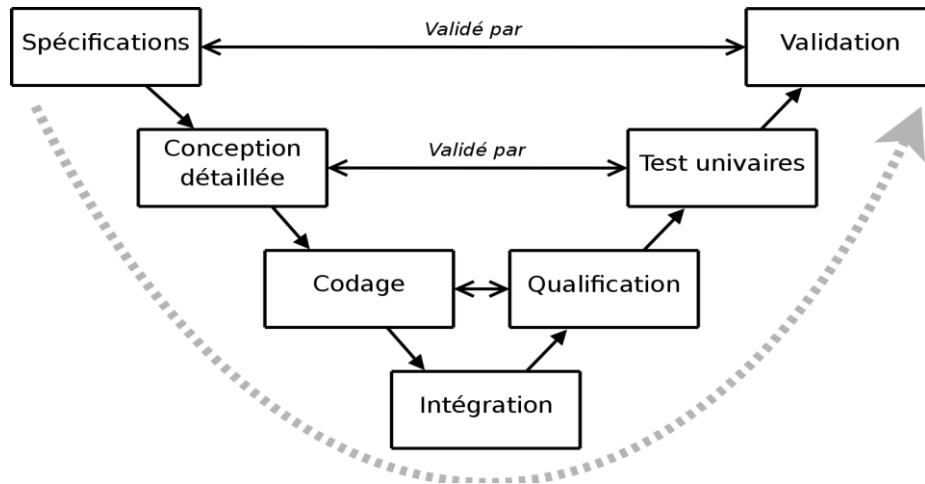 Spécifications
Validé par
Validation
Conception
détaillée
Validé par
Test univaires
Codage
Qualification
Intégration